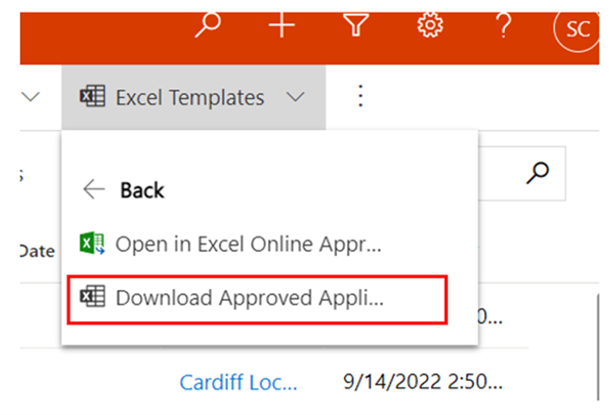 ?
SC
Excel Templates
Back
Open in Excel Online Appr...
Date
Download Approved Appli...
0...
Cardiff Loc... 9/14/2022 2:50...